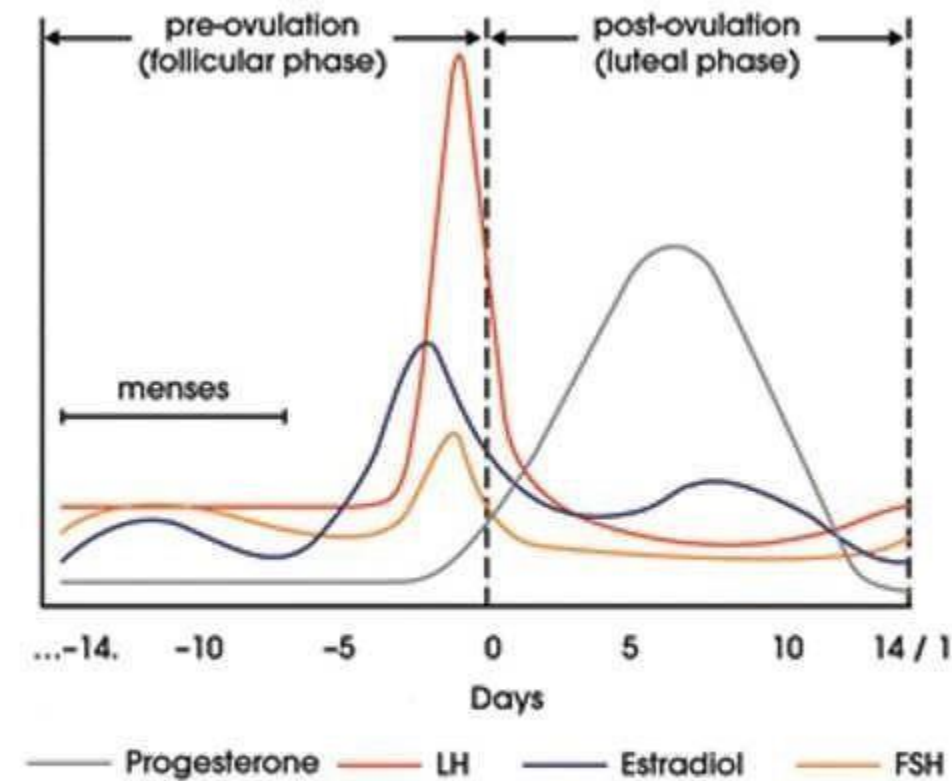 pre-ovulation
(follicular phase)
post-ovulation
(luteal phase)
menses
...-14. -10 -5 0 5 10 14 / 1
Days
Progesterone LH Estradiol FSH